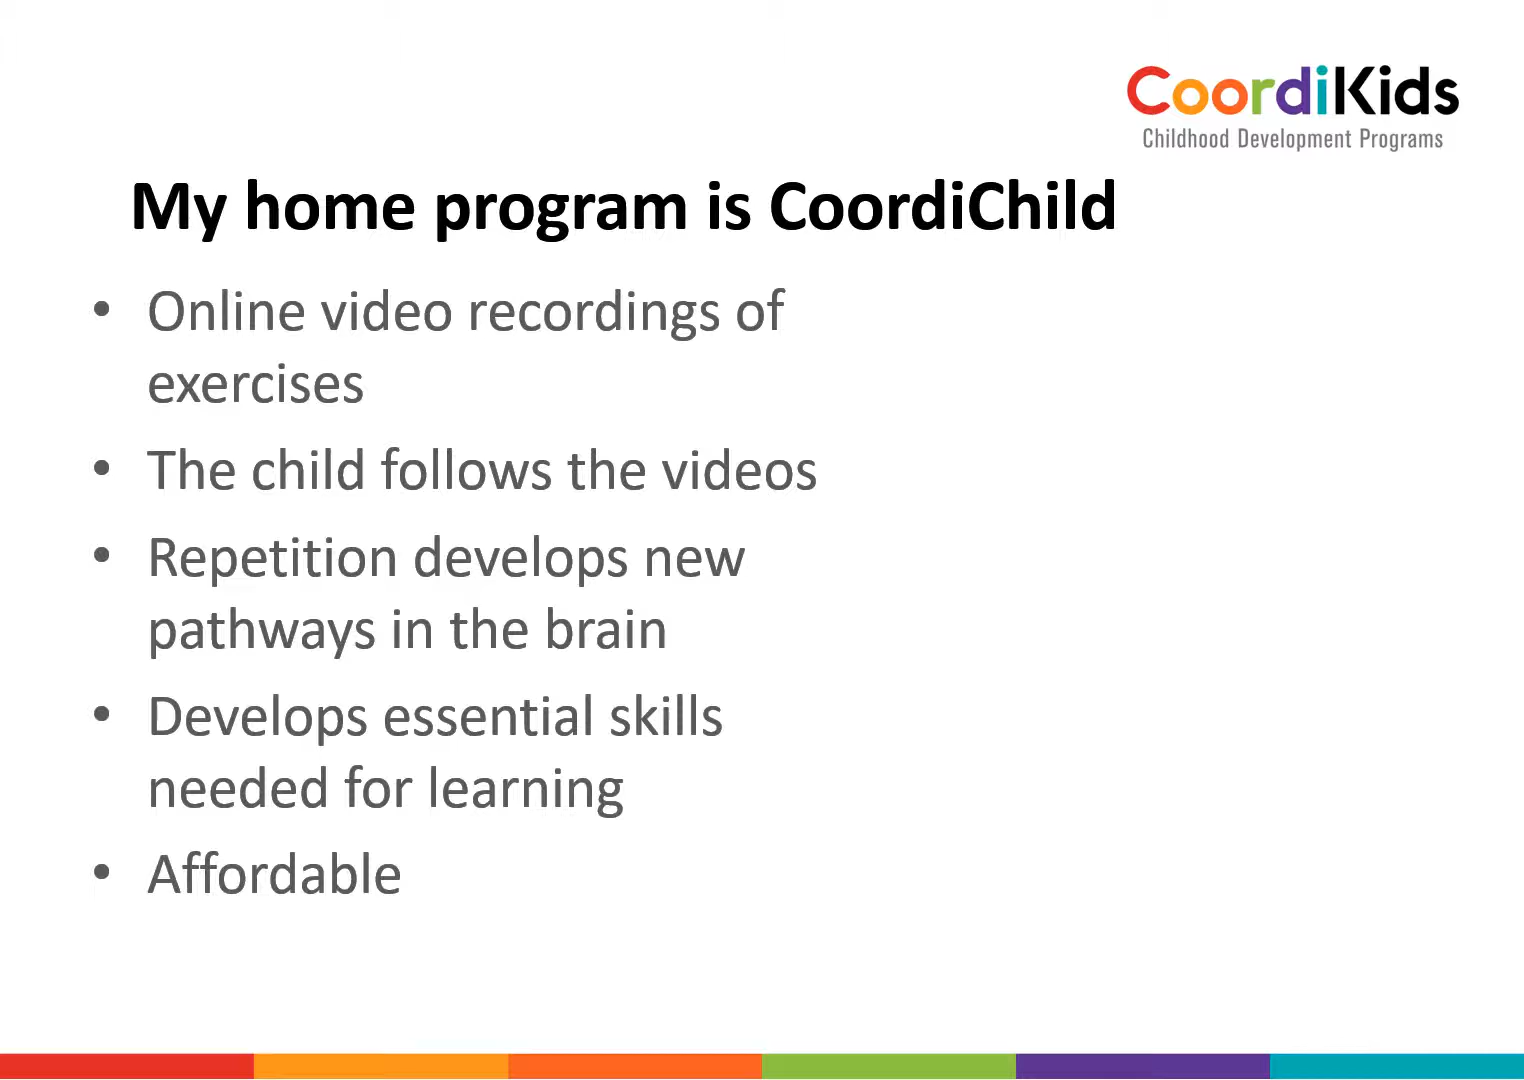 CoordiKids
Childhood Development Programs
My home program is CoordiChild
• Online video recordings of
exercises
• The child follows the videos
• Repetition develops new
pathways in the brain
• Develops essential skills
needed for learning
• Affordable